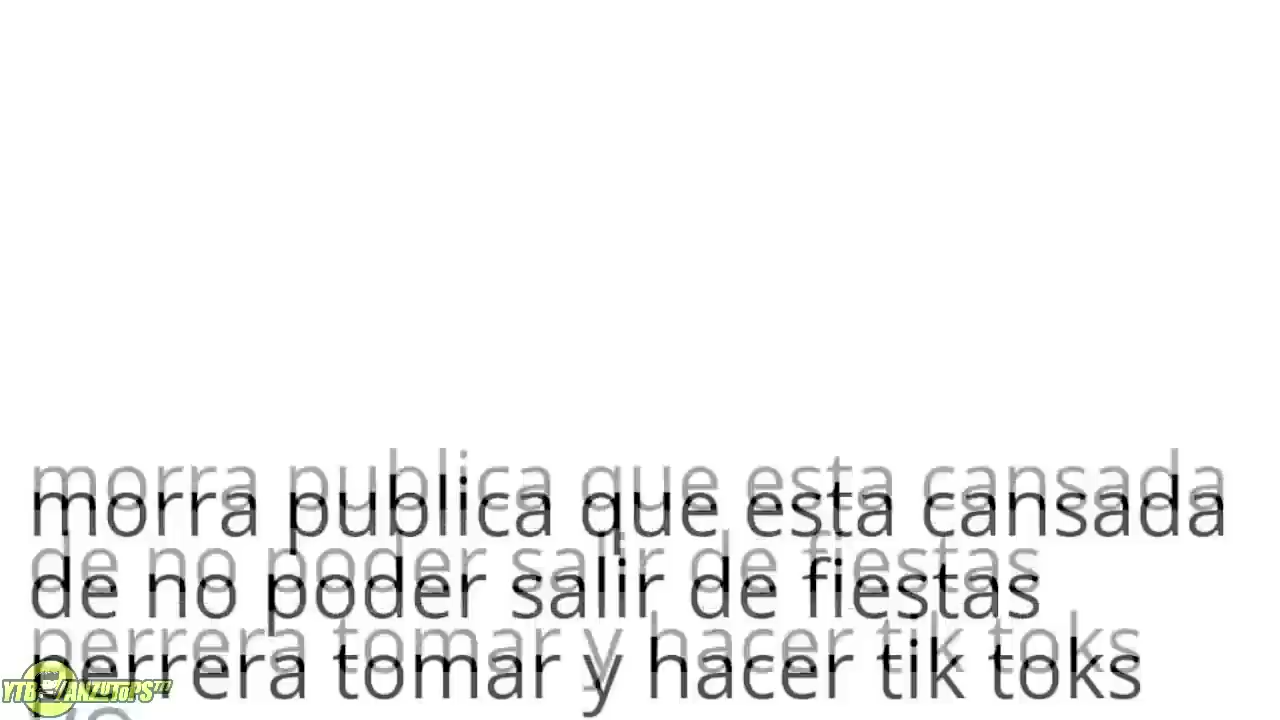 morra publica que esta cansada
de no poder salir de fiestas
perrera tomar y hacer tik toks